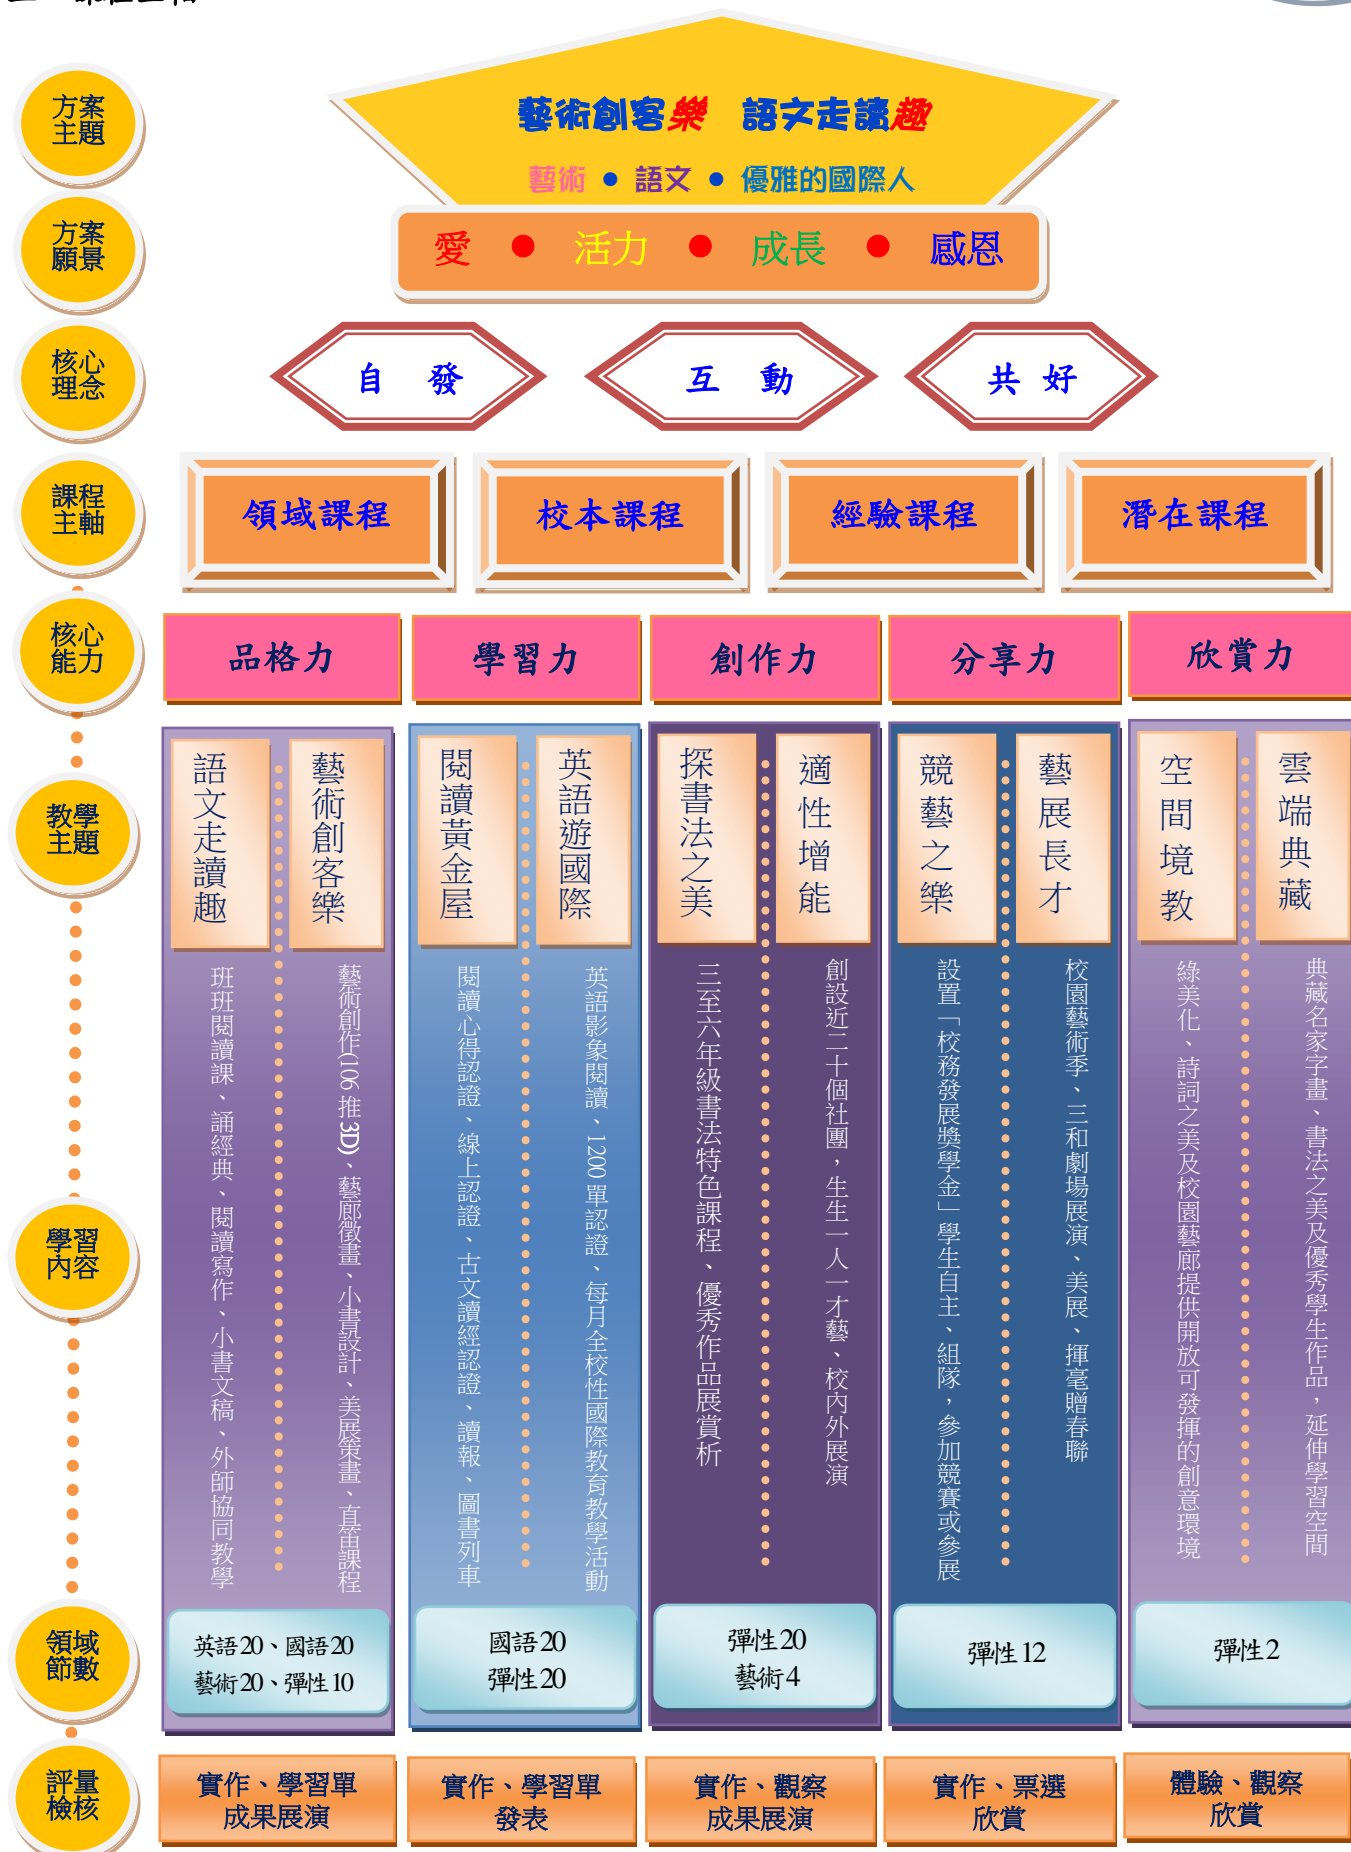 方案
主題
藝術創客樂 語文走讀趣
藝術 ● 語文 ● 優雅的國際人
方案
願景
愛 ● 活力 ● 成長 ● 感恩
核心
理念
自 發
互 動
共 好
課程
主軸
領域課程
校本課程
經驗課程
潛在課程
核心
能力
品格力
學習力
創作力
分享力
欣賞力
教學
主題
語文走讀趣
藝術創客樂
閱讀黃金屋
英語遊國際
探書法之美
適性增能
競藝之樂
藝展長才
空間境教
雲端典藏
學習
內容
班班閱讀課、誦經典、閱讀寫作、小書文稿、外師協同教學
藝術創作(106 推 3D)、藝廊徵畫、小書設計、美展策畫、直笛課程
閱讀心得認證、線上認證、古文讀經認證、讀報、圖書列車
英語影象閱讀、1200 單認證、每月全校性國際教育教學活動
三至六年級書法特色課程、優秀作品展賞析
創設近二十個社團，生生一人一才藝、校內外展演
設置「校務發展獎學金」學生自主、組隊，參加競賽或參展
校園藝術季、三和劇場展演、美展、揮毫贈春聯
綠美化、詩詞之美及校園藝廊提供開放可發揮的創意環境
典藏名家字畫、書法之美及優秀學生作品，延伸學習空間
領域
節數
英語20、國語20
藝術20、彈性10
國語20
彈性20
彈性20
藝術4
彈性12
彈性2
評量
檢核
實作、學習單
成果展演
實作、學習單
發表
實作、觀察
成果展演
實作、票選
欣賞
體驗、觀察
欣賞